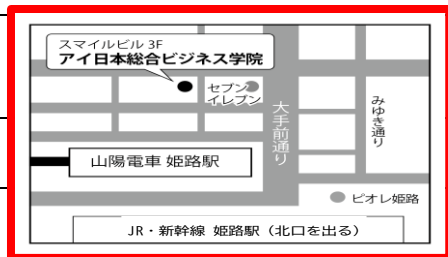 スマイルビル 3F
アイ日本総合ビジネス学院
セブン
イレブン
大手前通り
みゆき通り
山陽電車 姫路駅
ピオレ姫路
JR・新幹線 姫路駅（北口を出る）